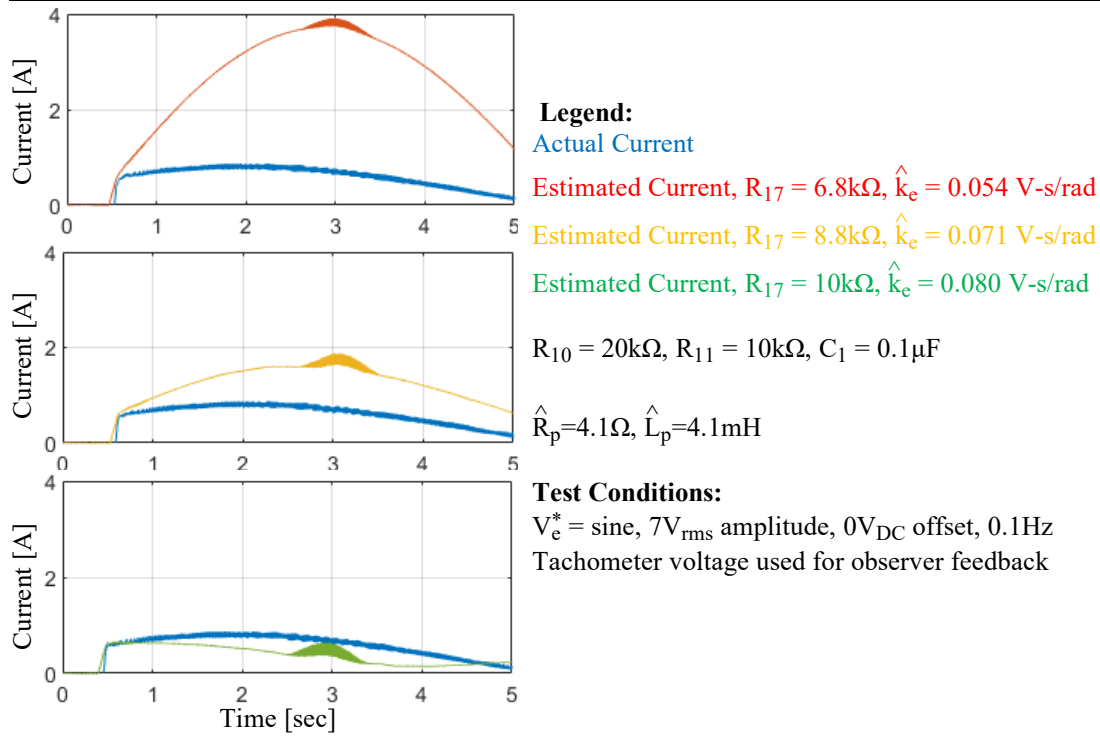 4
2
0
0
1
2
3
4
5
Current [A]
4
2
0
0
1
2
3
4
5
Current [A]
4
2
0
0
1
2
3
4
5
Current [A]
Time [sec]
Legend:
Actual Current
Estimated Current, R₁₇ = 6.8kΩ, k̂ₑ = 0.054 V-s/rad
Estimated Current, R₁₇ = 8.8kΩ, k̂ₑ = 0.071 V-s/rad
Estimated Current, R₁₇ = 10kΩ, k̂ₑ = 0.080 V-s/rad
R₁₀ = 20kΩ, R₁₁ = 10kΩ, C₁ = 0.1μF
R̂ₚ=4.1Ω, L̂ₚ=4.1mH
Test Conditions:
Vₑ* = sine, 7Vrms amplitude, 0VDC offset, 0.1Hz
Tachometer voltage used for observer feedback